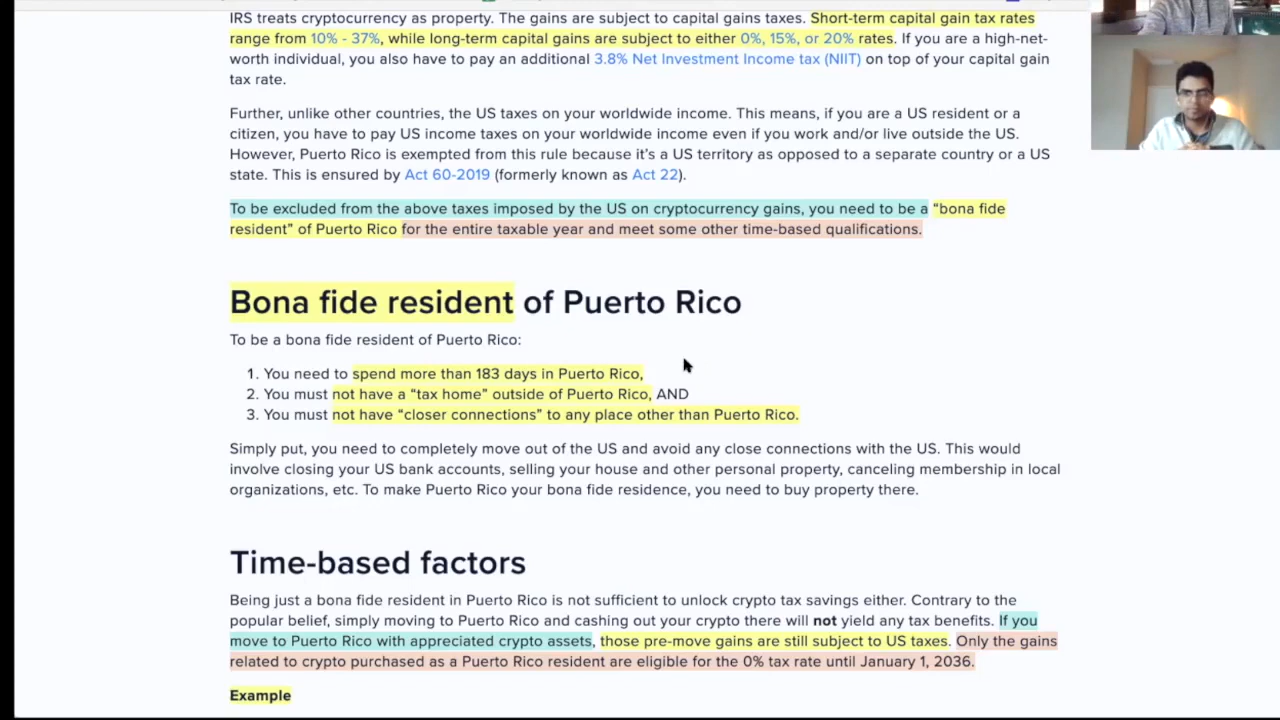 IRS treats cryptocurrency as property. The gains are subject to capital gains taxes. Short-term capital gain tax rates
range from 10% - 37%, while long-term capital gains are subject to either 0%, 15%, or 20% rates. If you are a high-net-
worth individual, you also have to pay an additional 3.8% Net Investment Income tax (NIIT) on top of your capital gain
tax rate.
Further, unlike other countries, the US taxes on your worldwide income. This means, if you are a US resident or a
citizen, you have to pay US income taxes on your worldwide income even if you work and/or live outside the US.
However, Puerto Rico is exempted from this rule because it’s a US territory as opposed to a separate country or a US
state. This is ensured by Act 60-2019 (formerly known as Act 22).
To be excluded from the above taxes imposed by the US on cryptocurrency gains, you need to be a “bona fide
resident” of Puerto Rico for the entire taxable year and meet some other time-based qualifications.
Bona fide resident of Puerto Rico
To be a bona fide resident of Puerto Rico:
1. You need to spend more than 183 days in Puerto Rico,
2. You must not have a “tax home” outside of Puerto Rico, AND
3. You must not have “closer connections” to any place other than Puerto Rico.
Simply put, you need to completely move out of the US and avoid any close connections with the US. This would
involve closing your US bank accounts, selling your house and other personal property, canceling membership in local
organizations, etc. To make Puerto Rico your bona fide residence, you need to buy property there.
Time-based factors
Being just a bona fide resident in Puerto Rico is not sufficient to unlock crypto tax savings either. Contrary to the
popular belief, simply moving to Puerto Rico and cashing out your crypto there will not yield any tax benefits. If you
move to Puerto Rico with appreciated crypto assets, those pre-move gains are still subject to US taxes. Only the gains
related to crypto purchased as a Puerto Rico resident are eligible for the 0% tax rate until January 1, 2036.
Example